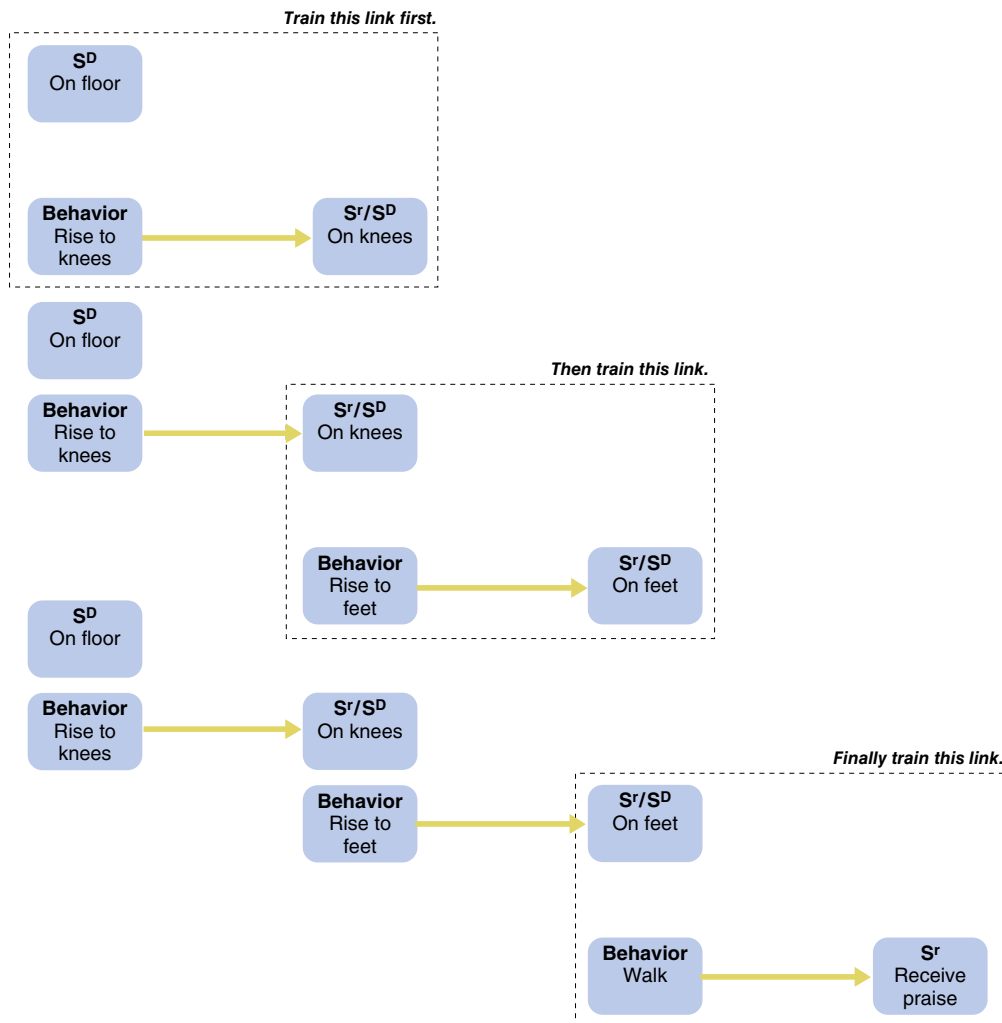 Train this link first.
Sᴰ
On floor
Behavior
Rise to
knees
Sʳ/Sᴰ
On knees
Sᴰ
On floor
Then train this link.
Behavior
Rise to
knees
Sʳ/Sᴰ
On knees
Behavior
Rise to
feet
Sʳ/Sᴰ
On feet
Sᴰ
On floor
Behavior
Rise to
knees
Sʳ/Sᴰ
On knees
Finally train this link.
Behavior
Rise to
feet
Sʳ/Sᴰ
On feet
Behavior
Walk
Sʳ
Receive
praise